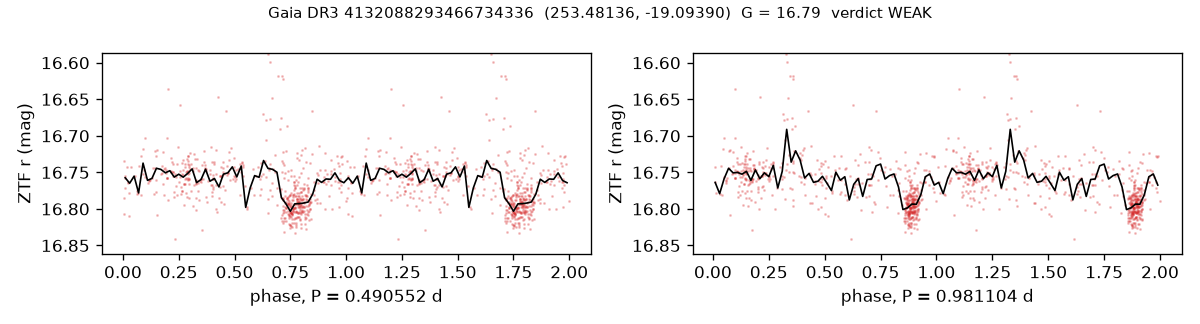 Gaia DR3 4132088293466734336 (253.48136, -19.09390) G = 16.79 verdict WEAK
ZTF r (mag)
16.60
16.65
16.70
16.75
16.80
16.85
0.00 0.25 0.50 0.75 1.00 1.25 1.50 1.75 2.00
phase, P = 0.490552 d
ZTF r (mag)
16.60
16.65
16.70
16.75
16.80
16.85
0.00 0.25 0.50 0.75 1.00 1.25 1.50 1.75 2.00
phase, P = 0.981104 d